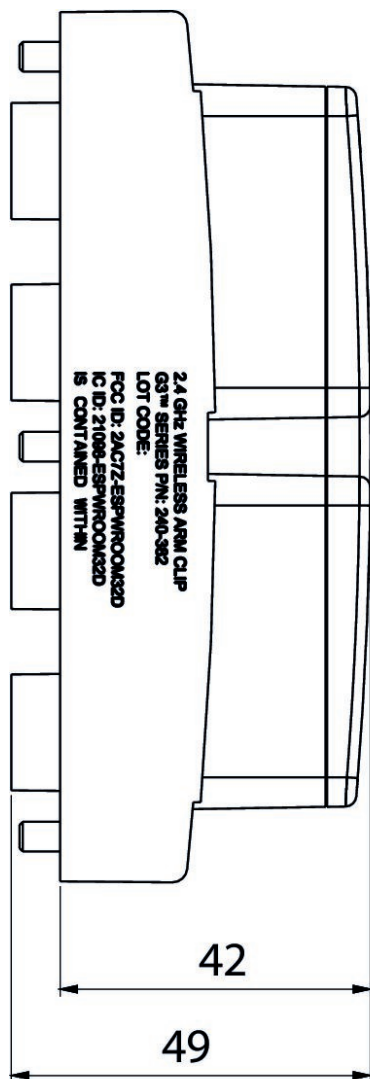 2.4 GHz WIRELESS ARM CLIP
G3™ SERIES P/N: 240-362
LOT CODE:
FCC ID: 2AC7Z-ESPWROOM32D
IC ID: 21098-ESPWROOM32D
IS CONTAINED WITHIN
42
49